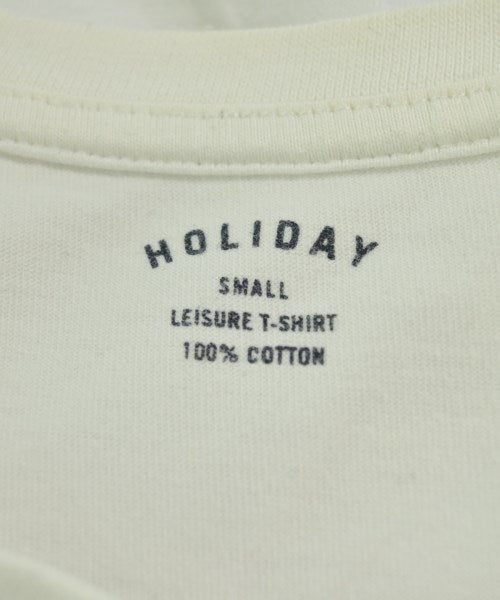 HOLIDAY
SMALL
LEISURE T-SHIRT
100% COTTON